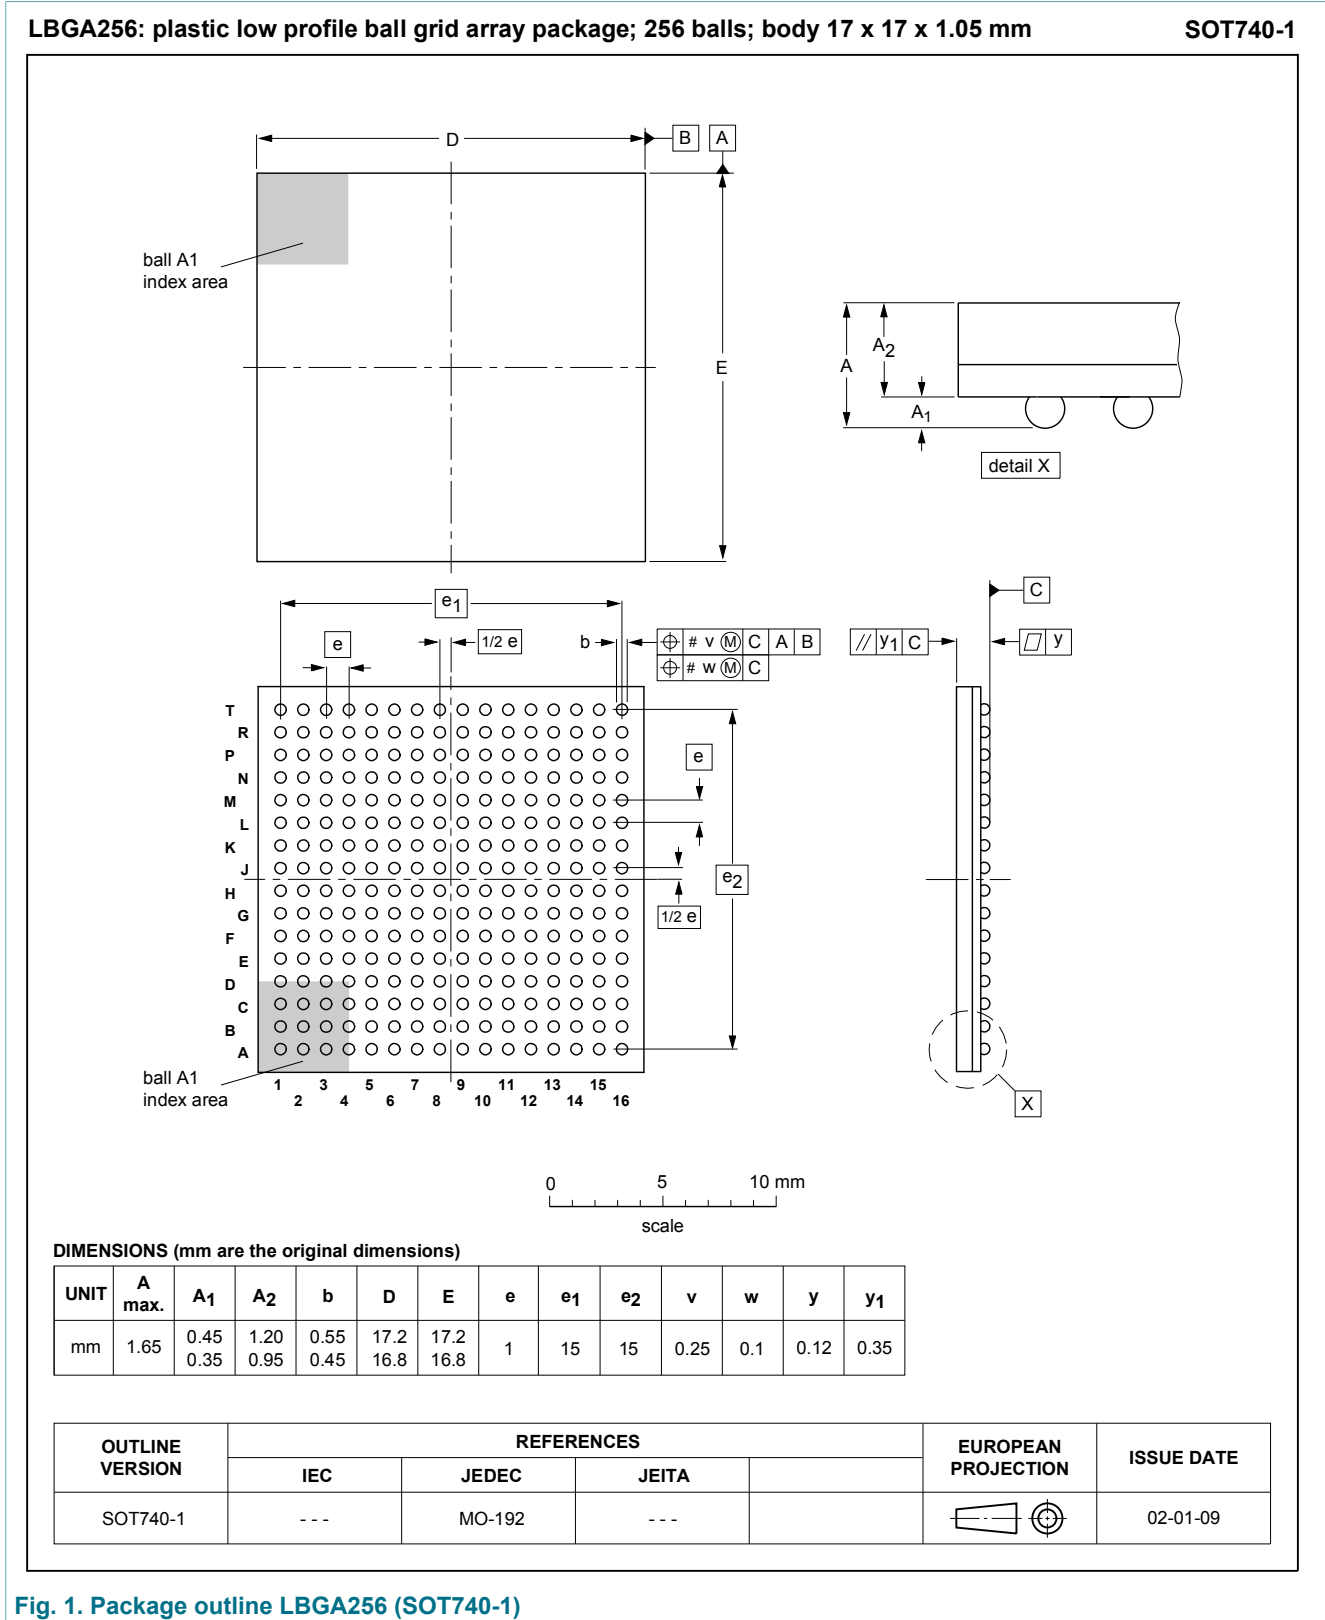 LBGA256: plastic low profile ball grid array package; 256 balls; body 17 x 17 x 1.05 mm SOT740-1
D B A
ball A1
index area
E
A A2
A1
detail X
e1
e 1/2 e b # v M C A B
# w M C
// y1 C y
C
T
R
P
N
M
L
K
J
H
G
F
E
D
C
B
A
e
e2
1/2 e
ball A1
index area
1 3 5 7 9 11 13 15
2 4 6 8 10 12 14 16
X
0 5 10 mm
scale
DIMENSIONS (mm are the original dimensions)
UNIT A max. A1 A2 b D E e e1 e2 v w y y1
mm 1.65 0.45 0.35 1.20 0.95 0.55 0.45 17.2 16.8 17.2 16.8 1 15 15 0.25 0.1 0.12 0.35
OUTLINE VERSION REFERENCES EUROPEAN PROJECTION ISSUE DATE
IEC JEDEC JEITA
SOT740-1 - - - MO-192 - - - 02-01-09
Fig. 1. Package outline LBGA256 (SOT740-1)